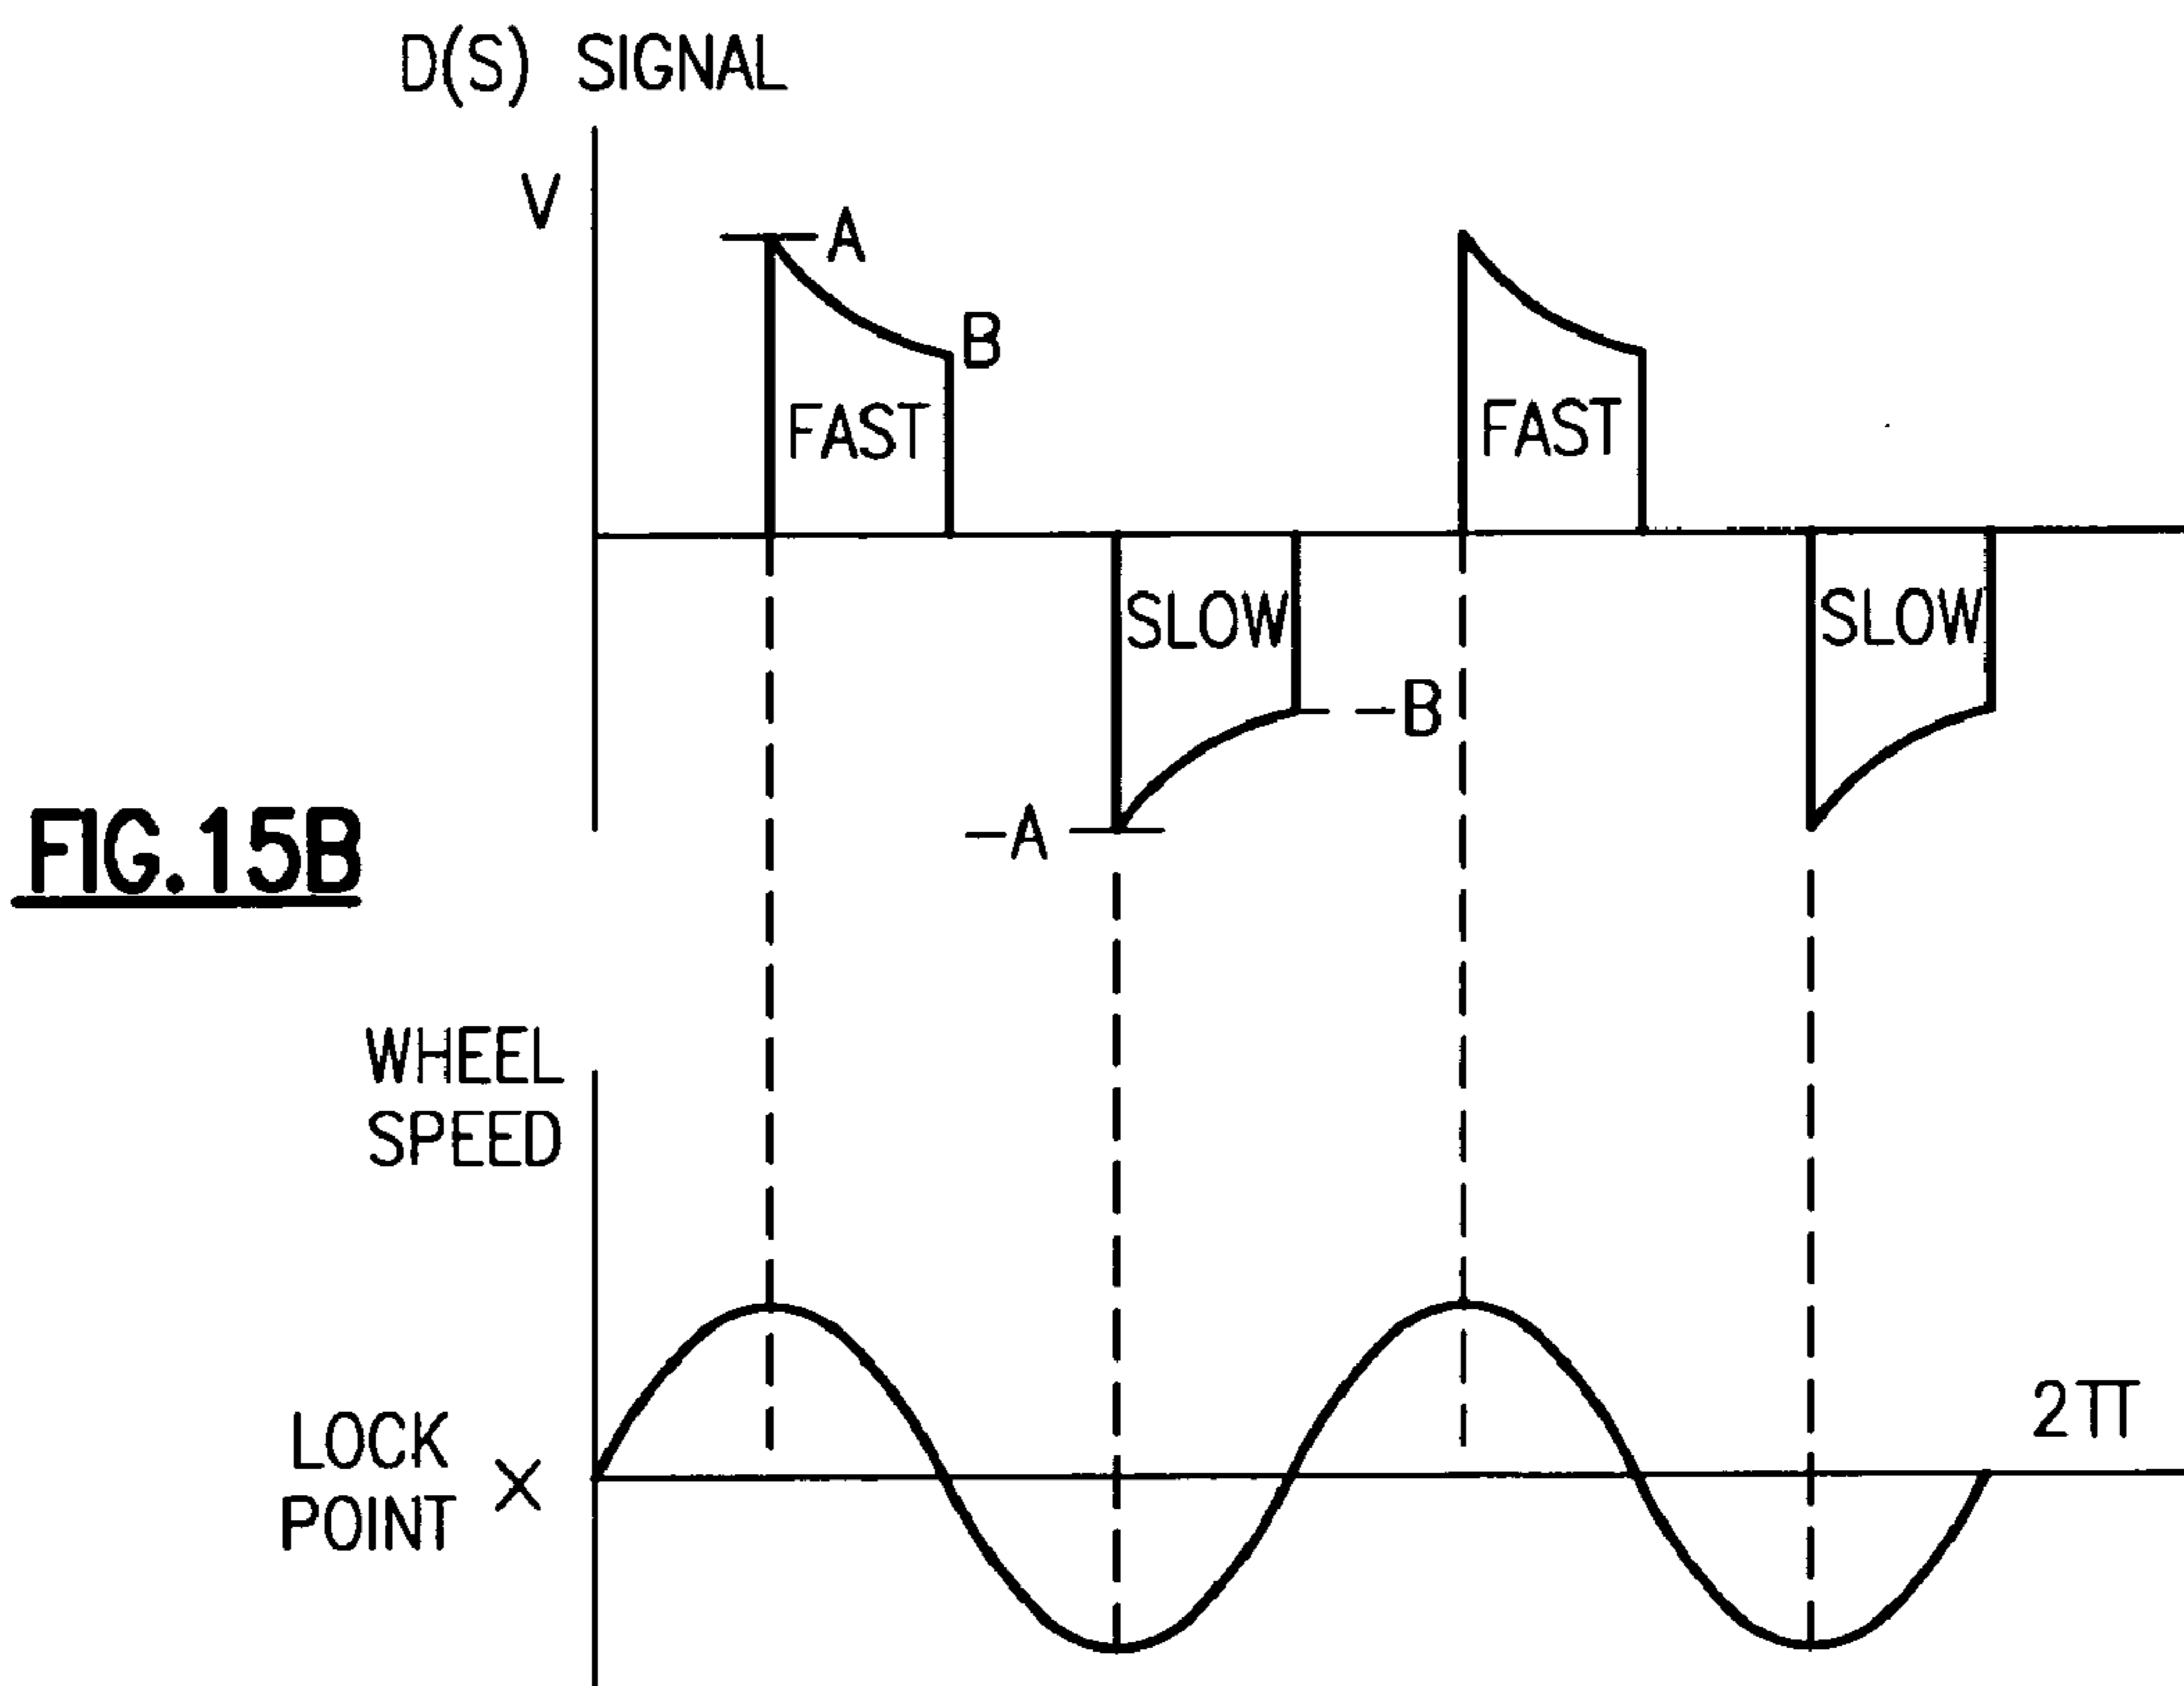 D(S) SIGNAL
V
A
B
FAST
FAST
SLOW
SLOW
-B
-A
FIG.15B
WHEEL
SPEED
2π
LOCK
POINT
X